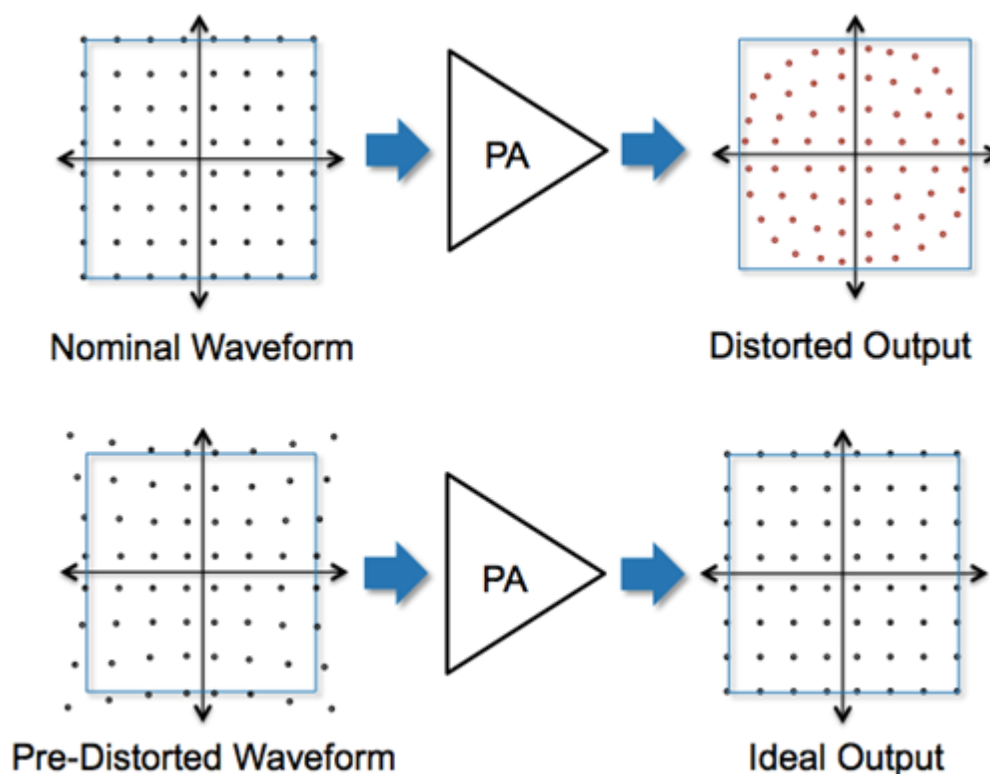 PA
Nominal Waveform
Distorted Output
PA
Pre-Distorted Waveform
Ideal Output